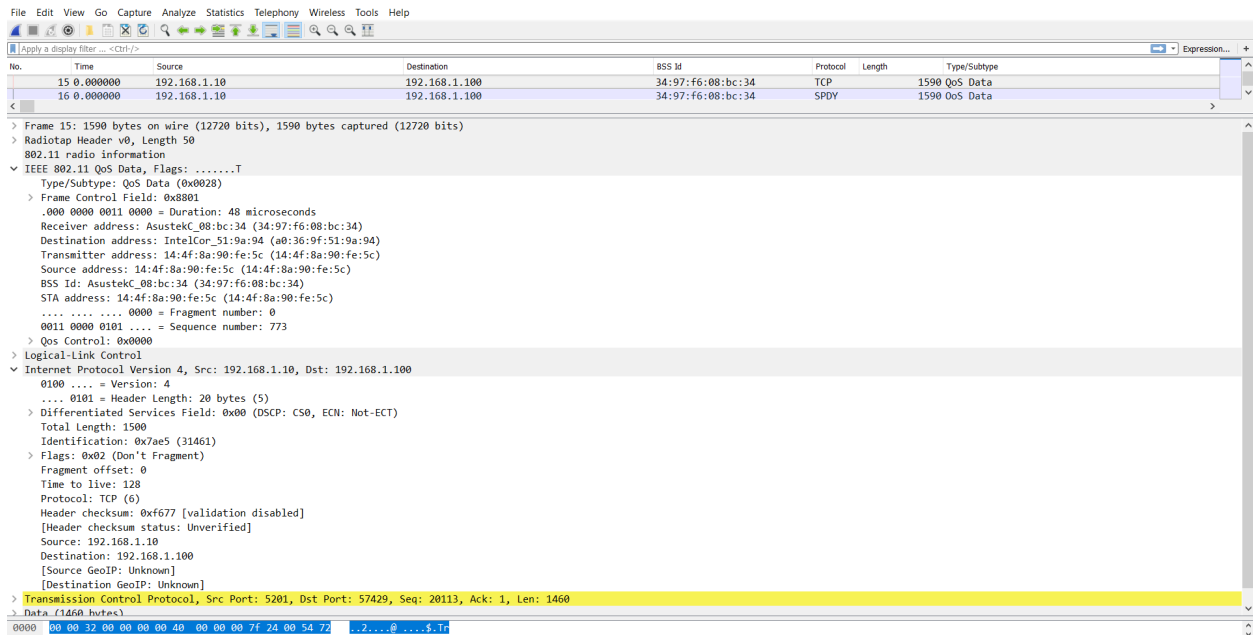 File Edit View Go Capture Analyze Statistics Telephony Wireless Tools Help
Apply a display filter ... <Ctrl-/> Expression... +
No. Time Source Destination BSS Id Protocol Length Type/Subtype
15 0.000000 192.168.1.10 192.168.1.100 34:97:f6:08:bc:34 TCP 1590 QoS Data
16 0.000000 192.168.1.10 192.168.1.100 34:97:f6:08:bc:34 SPDY 1590 QoS Data
Frame 15: 1590 bytes on wire (12720 bits), 1590 bytes captured (12720 bits)
Radiotap Header v0, Length 50
802.11 radio information
IEEE 802.11 QoS Data, Flags: .......T
Type/Subtype: QoS Data (0x0028)
Frame Control Field: 0x8801
.000 0000 0011 0000 = Duration: 48 microseconds
Receiver address: AsustekC_08:bc:34 (34:97:f6:08:bc:34)
Destination address: IntelCor_51:9a:94 (a0:36:9f:51:9a:94)
Transmitter address: 14:4f:8a:90:fe:5c (14:4f:8a:90:fe:5c)
Source address: 14:4f:8a:90:fe:5c (14:4f:8a:90:fe:5c)
BSS Id: AsustekC_08:bc:34 (34:97:f6:08:bc:34)
STA address: 14:4f:8a:90:fe:5c (14:4f:8a:90:fe:5c)
.... .... .... 0000 = Fragment number: 0
0011 0000 0101 .... = Sequence number: 773
Qos Control: 0x0000
Logical-Link Control
Internet Protocol Version 4, Src: 192.168.1.10, Dst: 192.168.1.100
0100 .... = Version: 4
.... 0101 = Header Length: 20 bytes (5)
Differentiated Services Field: 0x00 (DSCP: CS0, ECN: Not-ECT)
Total Length: 1500
Identification: 0x7ae5 (31461)
Flags: 0x02 (Don't Fragment)
Fragment offset: 0
Time to live: 128
Protocol: TCP (6)
Header checksum: 0xf677 [validation disabled]
[Header checksum status: Unverified]
Source: 192.168.1.10
Destination: 192.168.1.100
[Source GeoIP: Unknown]
[Destination GeoIP: Unknown]
Transmission Control Protocol, Src Port: 5201, Dst Port: 57429, Seq: 20113, Ack: 1, Len: 1460
Data (1460 bytes)
0000 00 00 32 00 00 00 00 40 00 00 00 7f 24 00 54 72 ..2....@ ....$.Tr